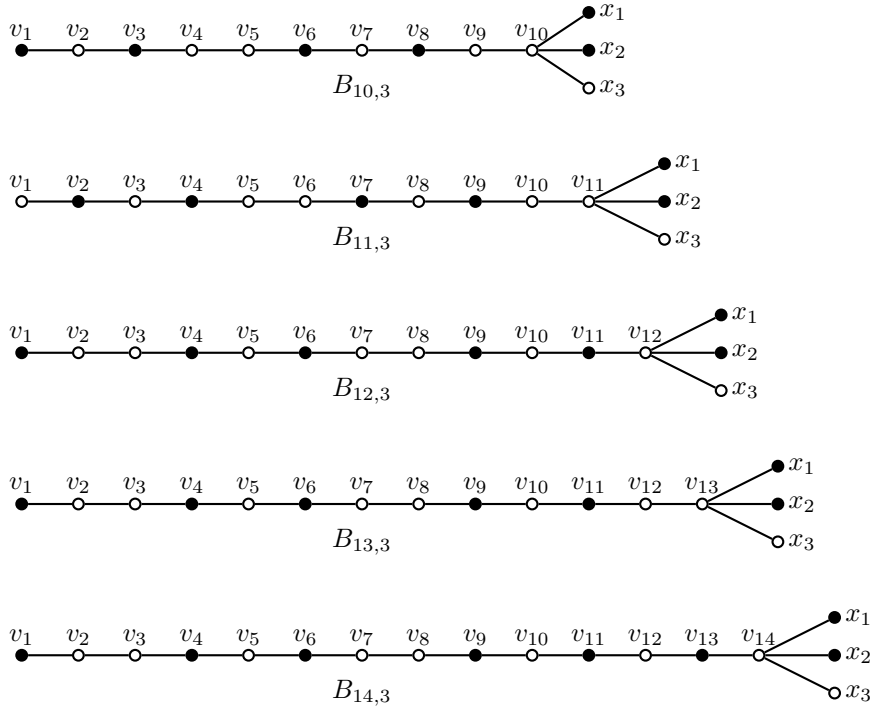 x₁
v₁ v₂ v₃ v₄ v₅ v₆ v₇ v₈ v₉ v₁₀
x₂
x₃
B₁₀,₃
x₁
v₁ v₂ v₃ v₄ v₅ v₆ v₇ v₈ v₉ v₁₀ v₁₁
x₂
x₃
B₁₁,₃
x₁
v₁ v₂ v₃ v₄ v₅ v₆ v₇ v₈ v₉ v₁₀ v₁₁ v₁₂
x₂
x₃
B₁₂,₃
x₁
v₁ v₂ v₃ v₄ v₅ v₆ v₇ v₈ v₉ v₁₀ v₁₁ v₁₂ v₁₃
x₂
x₃
B₁₃,₃
x₁
v₁ v₂ v₃ v₄ v₅ v₆ v₇ v₈ v₉ v₁₀ v₁₁ v₁₂ v₁₃ v₁₄
x₂
x₃
B₁₄,₃